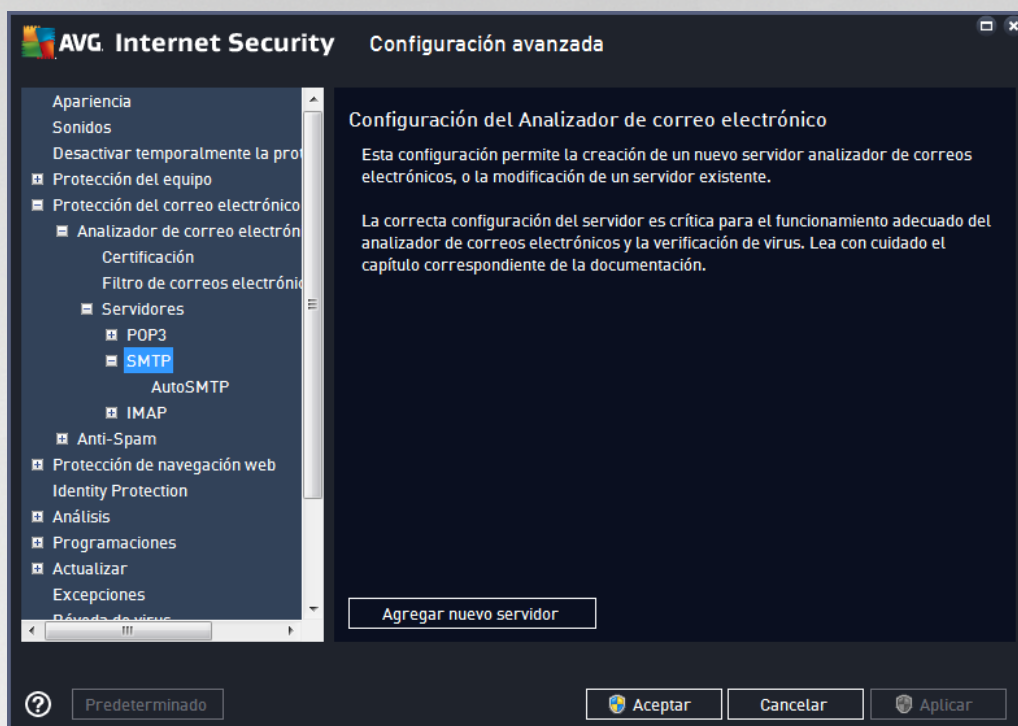 AVG Internet Security Configuración avanzada
Apariencia
Sonidos
Desactivar temporalmente la prot
Protección del equipo
Protección del correo electrónico
Analizador de correo electrón
Certificación
Filtro de correos electrónic
Servidores
POP3
SMTP
AutoSMTP
IMAP
Anti-Spam
Protección de navegación web
Identity Protection
Análisis
Programaciones
Actualizar
Excepciones
Bóveda de virus
Configuración del Analizador de correo electrónico
Esta configuración permite la creación de un nuevo servidor analizador de correos
electrónicos, o la modificación de un servidor existente.
La correcta configuración del servidor es crítica para el funcionamiento adecuado del
analizador de correos electrónicos y la verificación de virus. Lea con cuidado el
capítulo correspondiente de la documentación.
Agregar nuevo servidor
Predeterminado
Aceptar
Cancelar
Aplicar